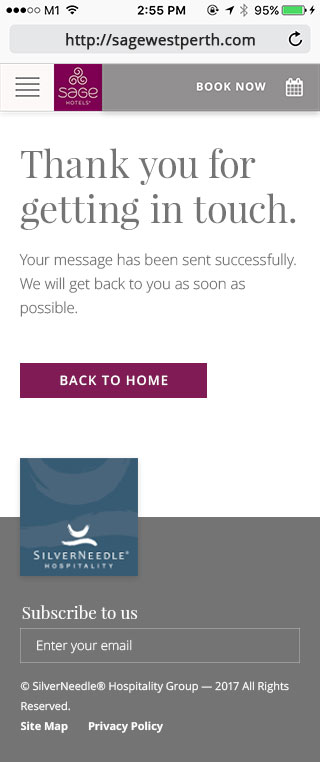 M1 2:55 PM 95%
http://sagewestperth.com
SAGE
HOTELS
BOOK NOW
Thank you for
getting in touch.
Your message has been sent successfully.
We will get back to you as soon as
possible.
BACK TO HOME
SILVERNEEDLE®
HOSPITALITY
Subscribe to us
Enter your email
© SilverNeedle® Hospitality Group — 2017 All Rights
Reserved.
Site Map Privacy Policy